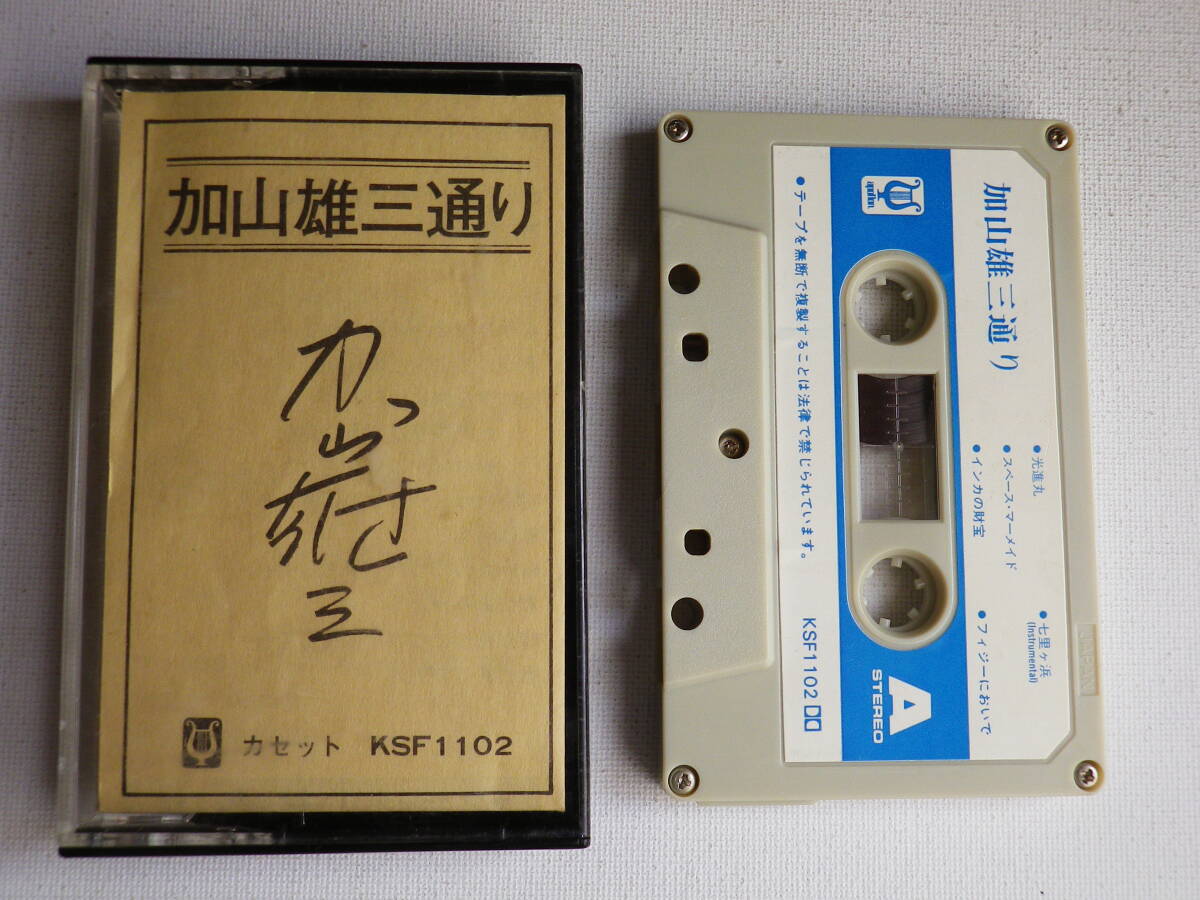 加山雄三通り
加山雄三
カセット KSF1102
apollon
加山雄三通り
●光進丸
●スペース・マーメイド
●インカの財宝
●七里ヶ浜
(Instrumental)
●フィジーにおいで
A
STEREO
●テープを無断で複製することは法律で禁じられています。
KSF1102
JAPAN